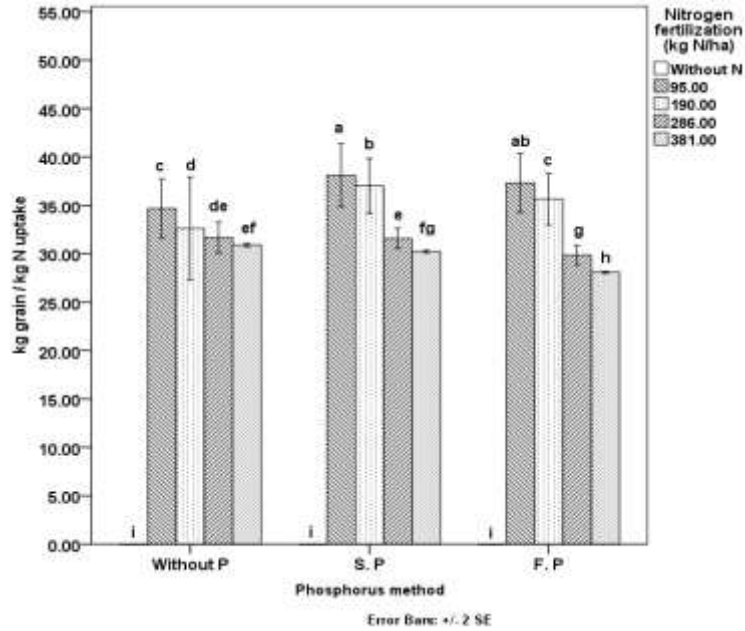 Nitrogen
fertilization
(kg N/ha)
Without N
95.00
190.00
286.00
381.00
55.00
50.00
45.00
40.00
35.00
30.00
25.00
20.00
15.00
10.00
5.00
0.00
kg grain / kg N uptake
i c d de ef
i a b e fg
i ab c g h
Without P S. P F. P
Phosphorus method
Error Bars: +/- 2 SE